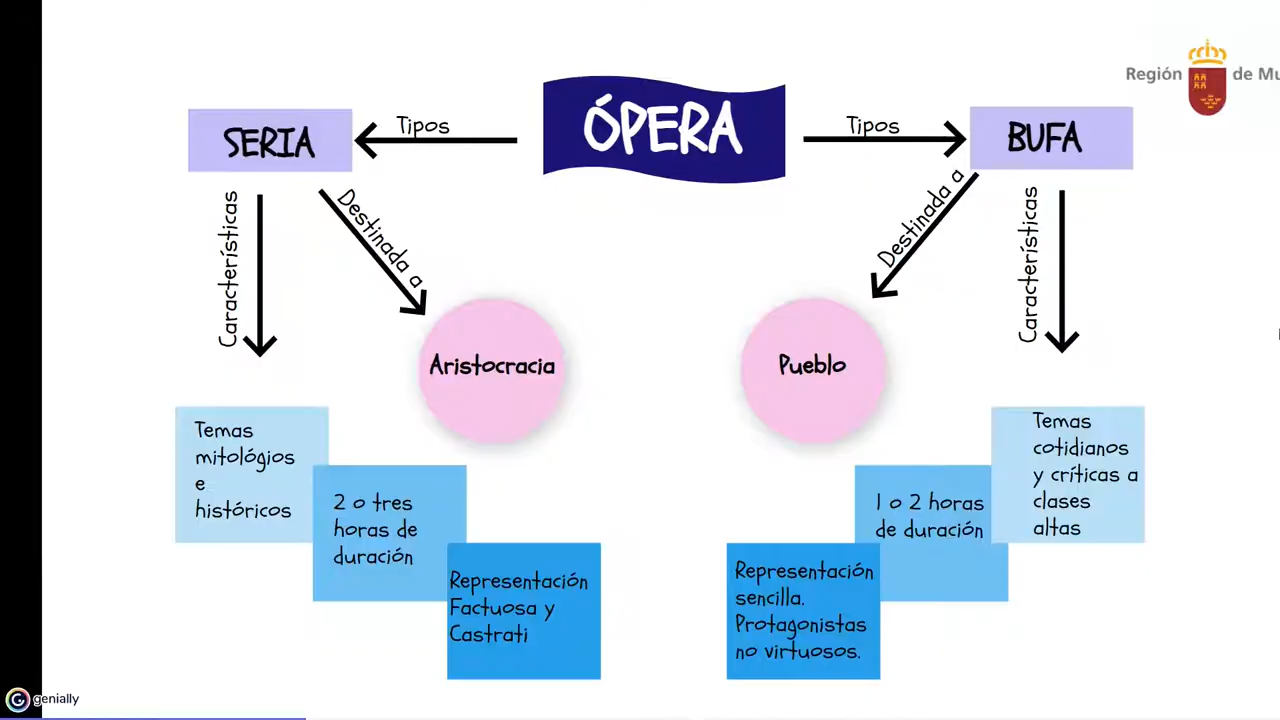 Región de Mu
ÓPERA
SERIA
Tipos
Tipos
BUFA
Características
Destinada a
Destinada a
Características
Aristocracia
Pueblo
Temas
mitológios
e
históricos
2 o tres
horas de
duración
Representación
Factuosa y
Castrati
Temas
cotidianos
y críticas a
clases
altas
1 o 2 horas
de duración
Representación
sencilla.
Protagonistas
no virtuosos.
genially